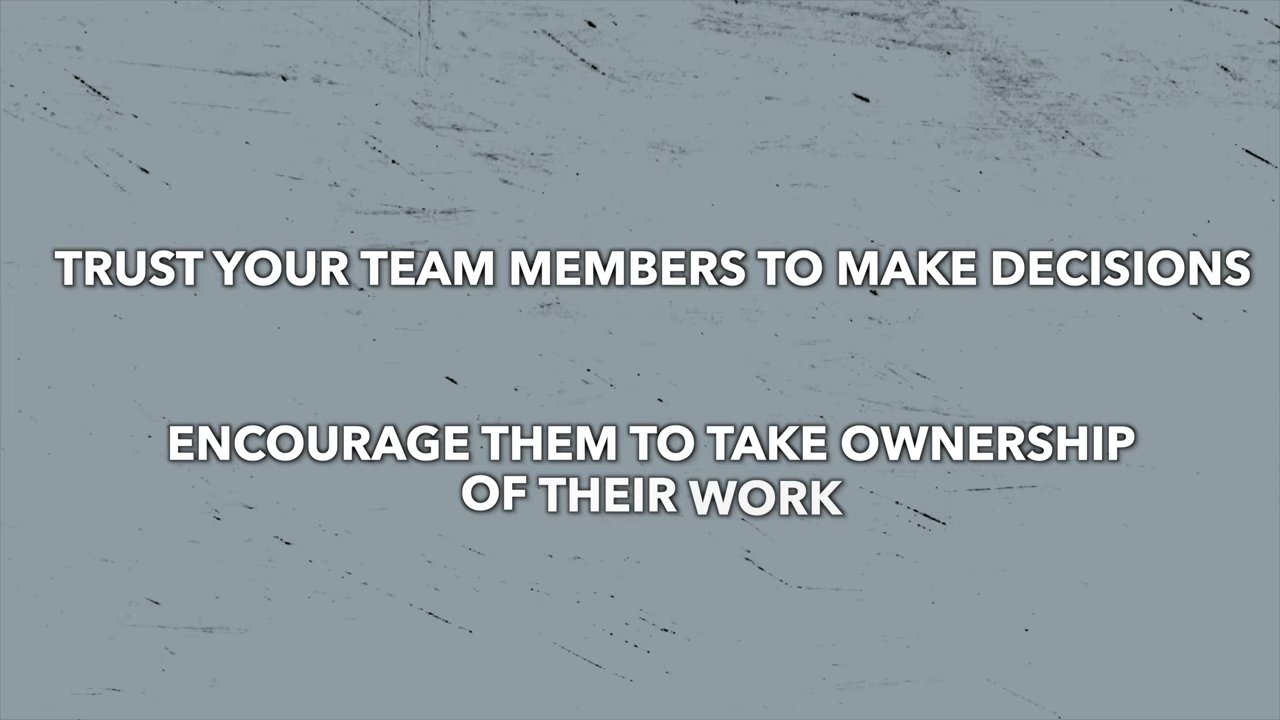 TRUST YOUR TEAM MEMBERS TO MAKE DECISIONS
ENCOURAGE THEM TO TAKE OWNERSHIP
OF THEIR WORK